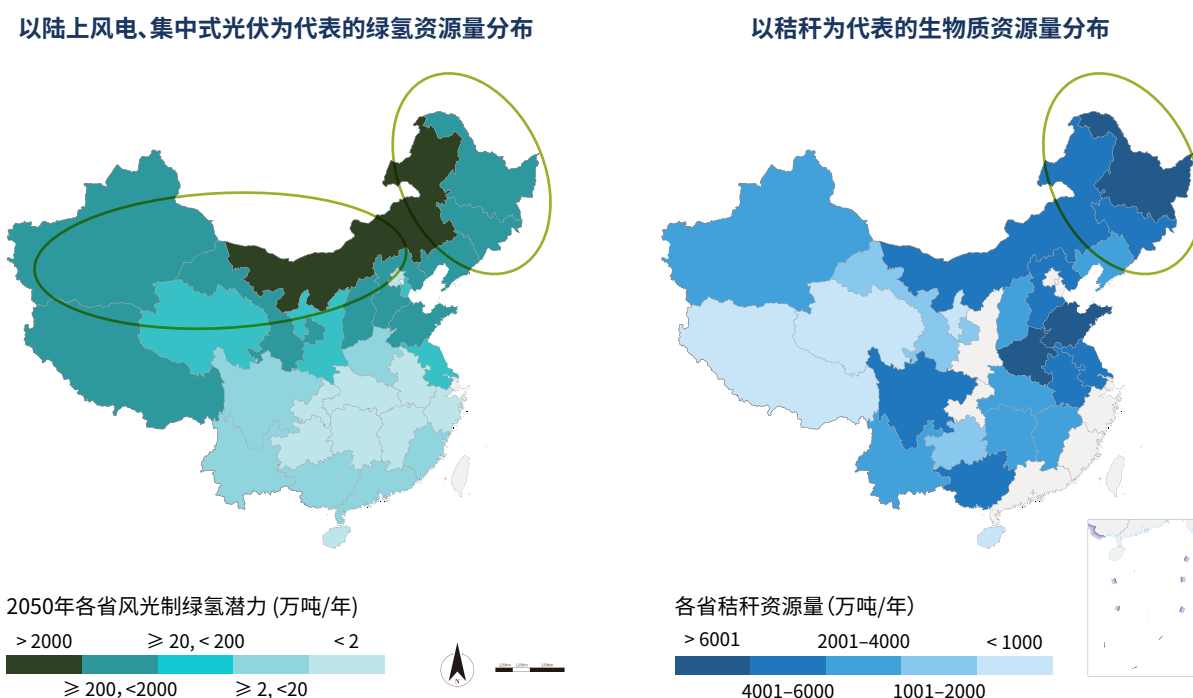 以陆上风电、集中式光伏为代表的绿氢资源量分布
以秸秆为代表的生物质资源量分布
2050年各省风光制绿氢潜力 (万吨/年)
> 2000
≥ 20, < 200
< 2
≥ 200, <2000
≥ 2, <20
N
各省秸秆资源量（万吨/年）
> 6001
2001–4000
< 1000
4001–6000
1001–2000